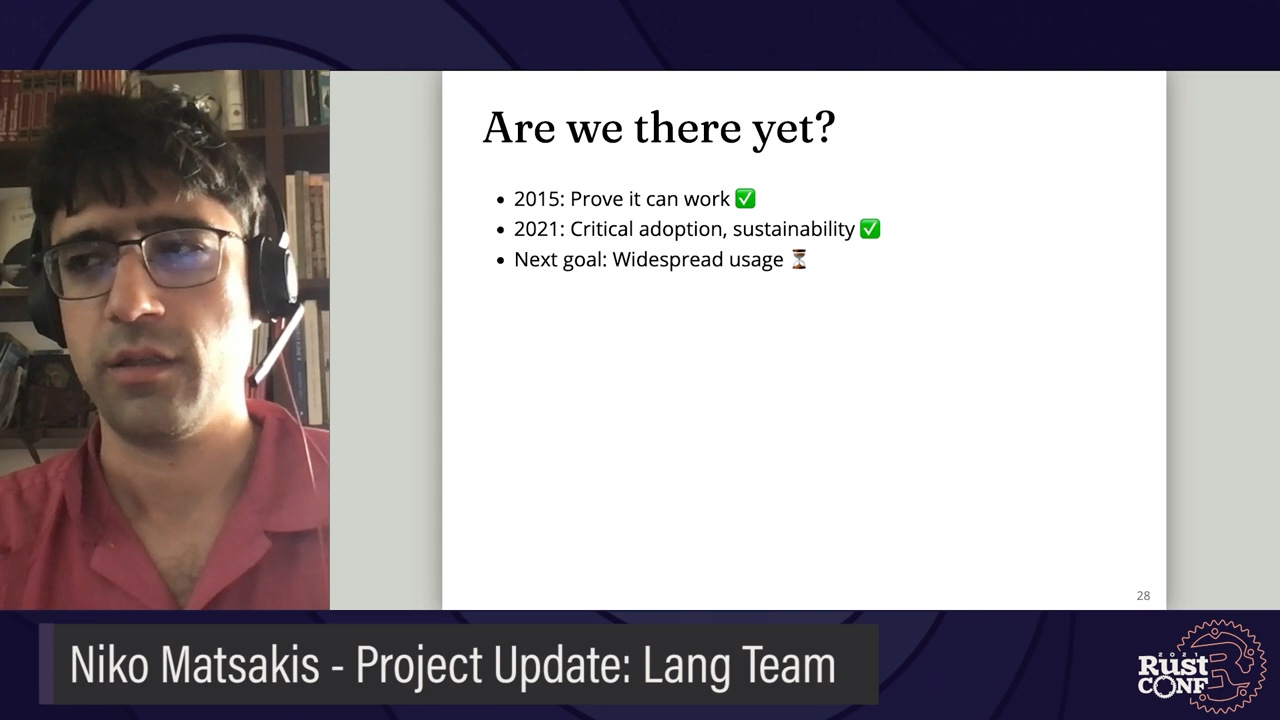 Are we there yet?
• 2015: Prove it can work ✅
• 2021: Critical adoption, sustainability ✅
• Next goal: Widespread usage ⏳
28
Niko Matsakis - Project Update: Lang Team
Rust
CONF